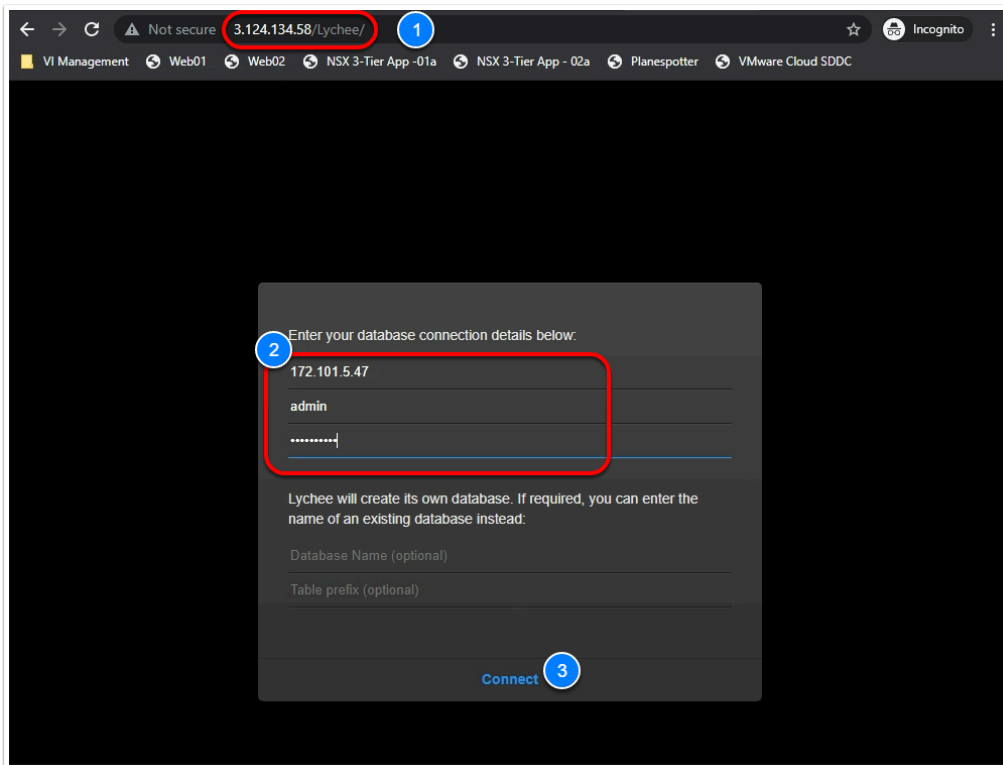 Not secure 3.124.134.58/Lychee/ 1 Incognito
VI Management Web01 Web02 NSX 3-Tier App -01a NSX 3-Tier App - 02a Planespotter VMware Cloud SDDC
Enter your database connection details below:
2
172.101.5.47
admin
••••••••••
Lychee will create its own database. If required, you can enter the
name of an existing database instead:
Database Name (optional)
Table prefix (optional)
Connect 3